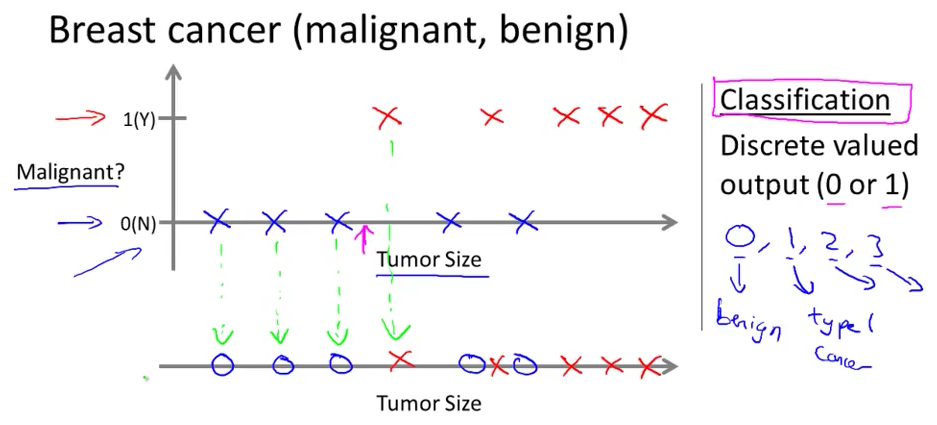 Breast cancer (malignant, benign)
1(Y)
Malignant?
0(N)
Tumor Size
Tumor Size
Classification
Discrete valued
output (0 or 1)
0, 1, 2, 3
benign
type 1
cancer